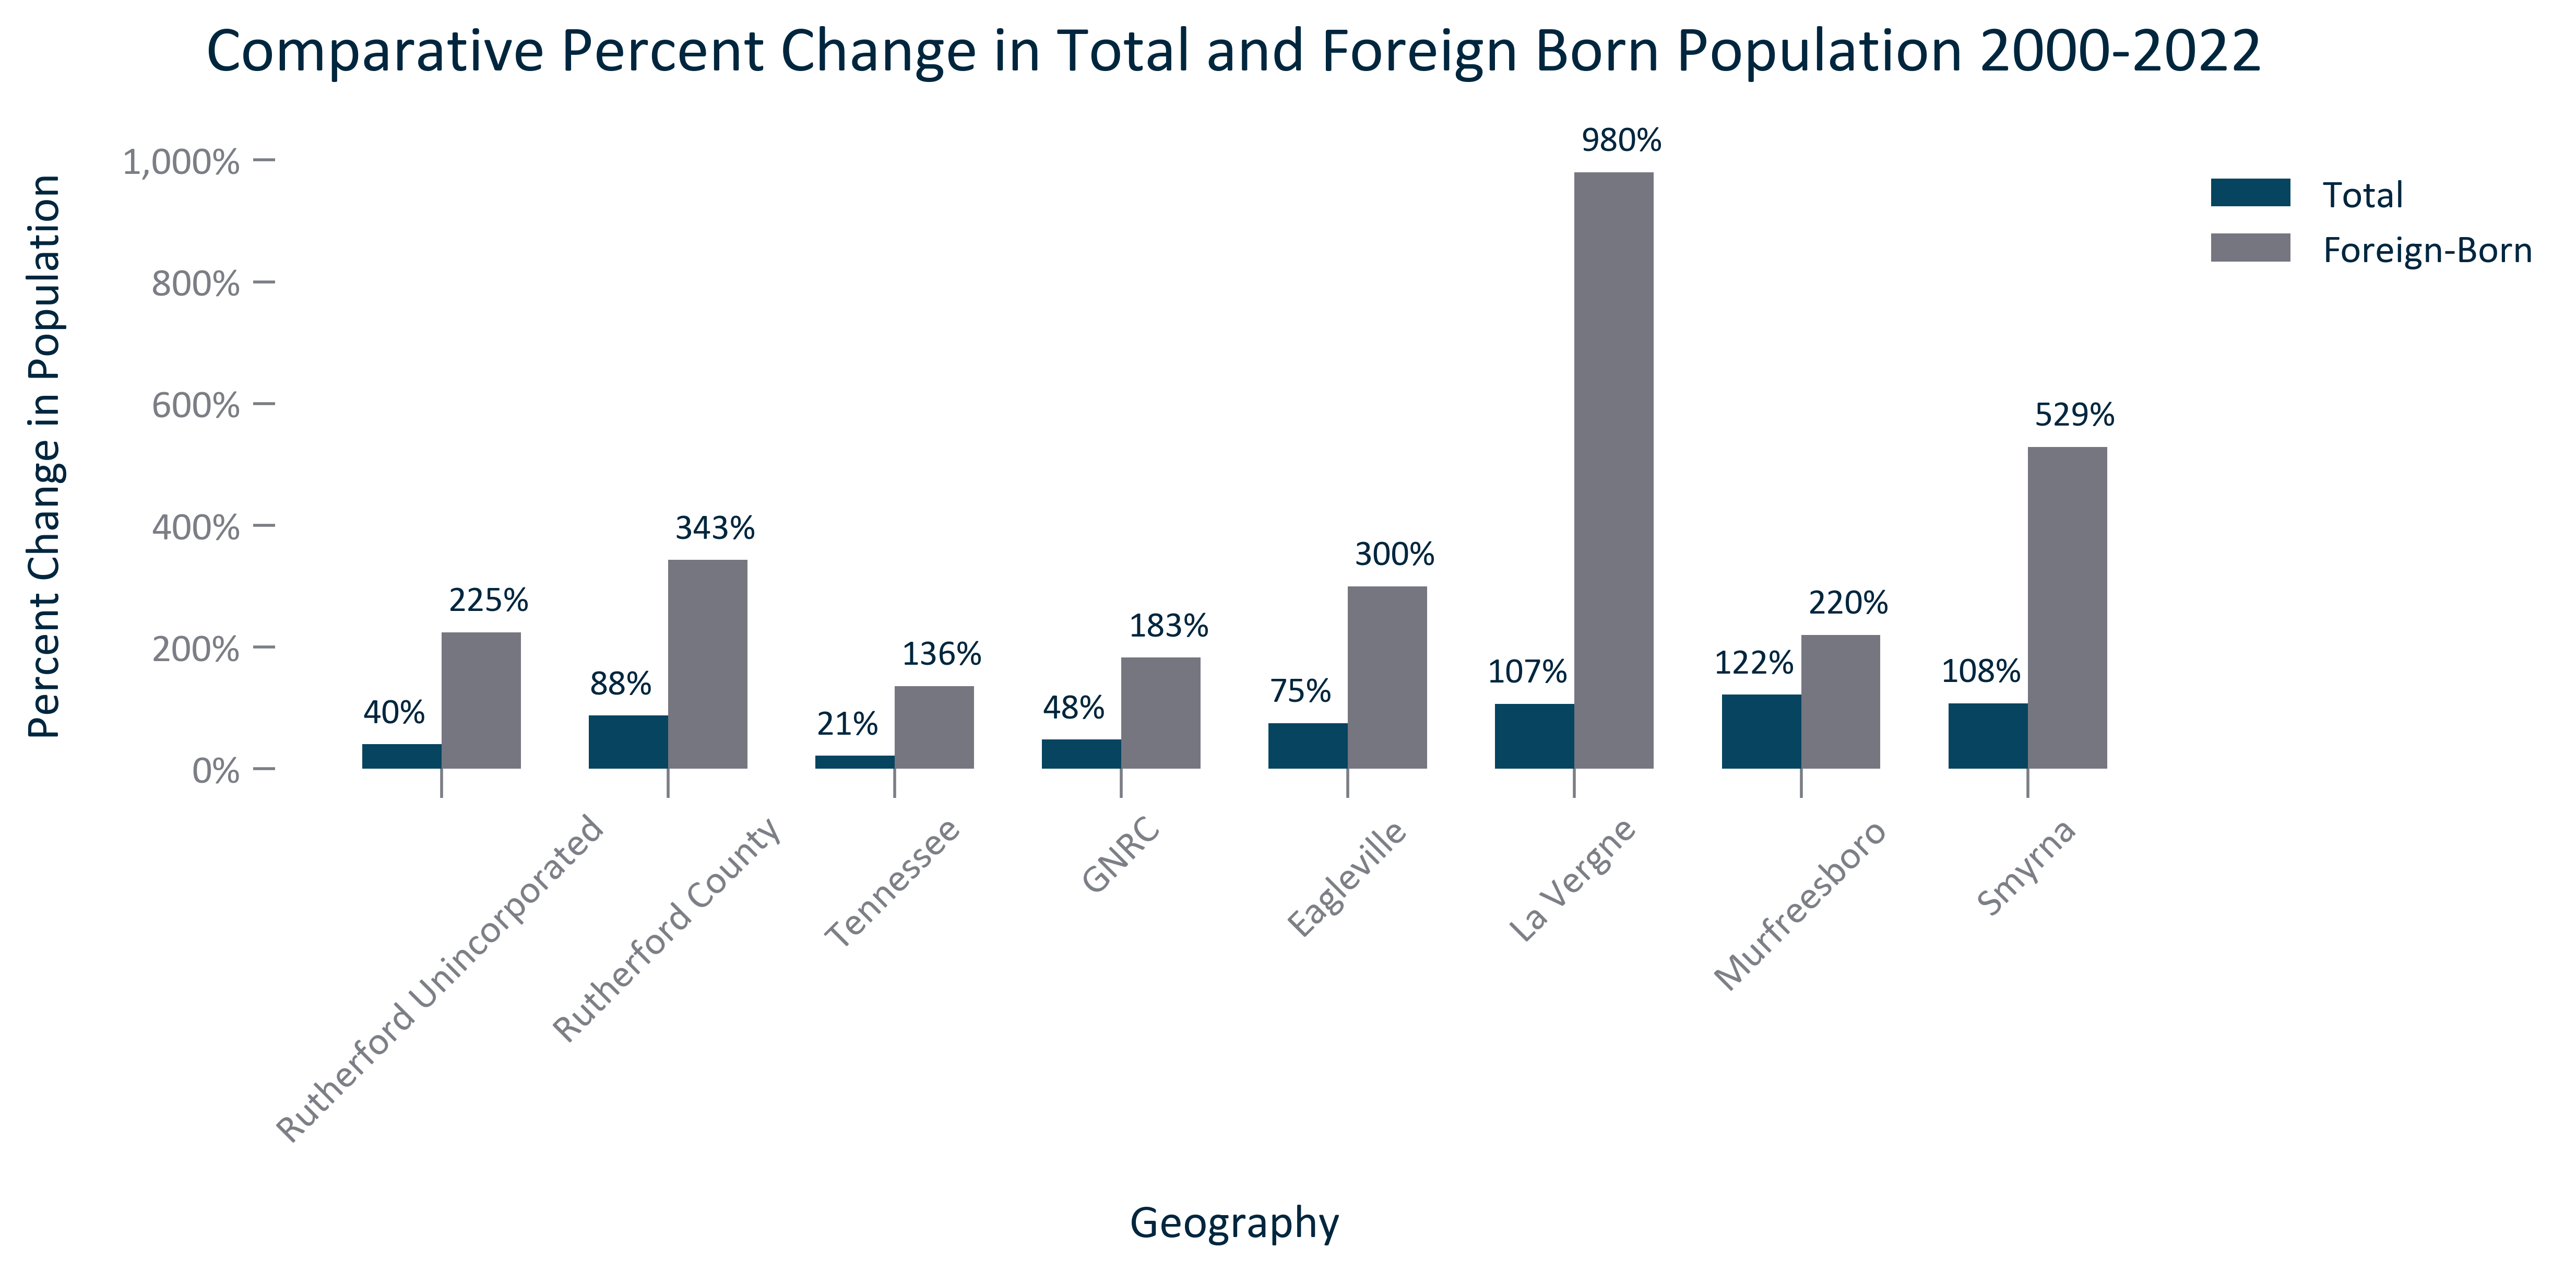 Comparative Percent Change in Total and Foreign Born Population 2000-2022
Percent Change in Population
1,000%
800%
600%
400%
200%
0%
40%
225%
88%
343%
21%
136%
48%
183%
75%
300%
107%
980%
122%
220%
108%
529%
Total
Foreign-Born
Rutherford Unincorporated
Rutherford County
Tennessee
GNRC
Eagleville
La Vergne
Murfreesboro
Smyrna
Geography